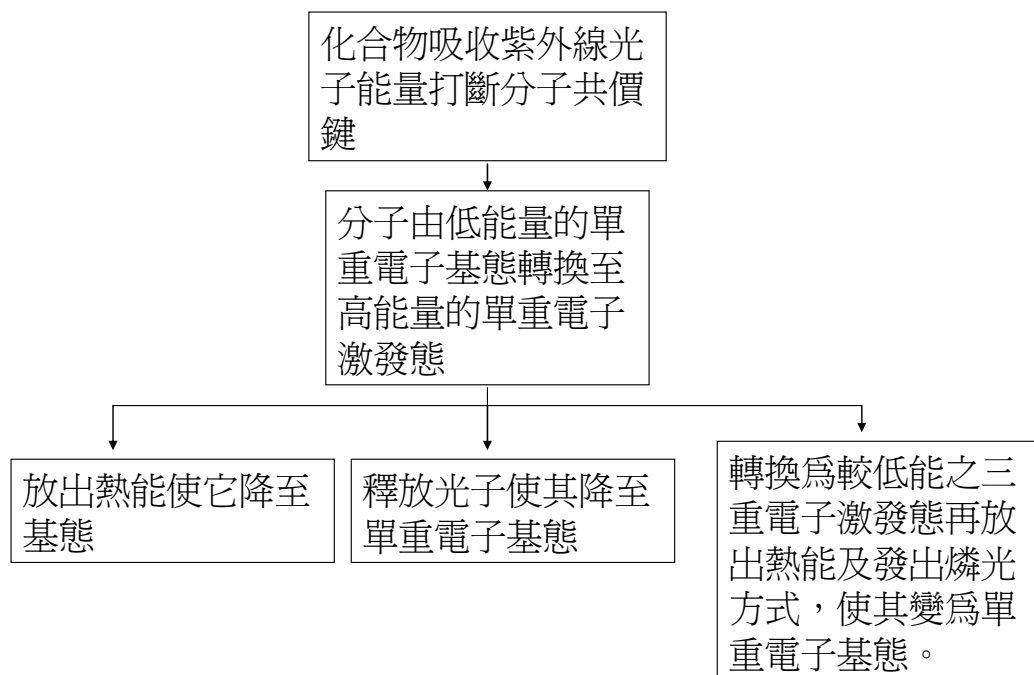 化合物吸收紫外線光
子能量打斷分子共價
鍵
分子由低能量的單
重電子基態轉換至
高能量的單重電子
激發態
放出熱能使它降至
基態
釋放光子使其降至
單重電子基態
轉換爲較低能之三
重電子激發態再放
出熱能及發出燐光
方式，使其變爲單
重電子基態。